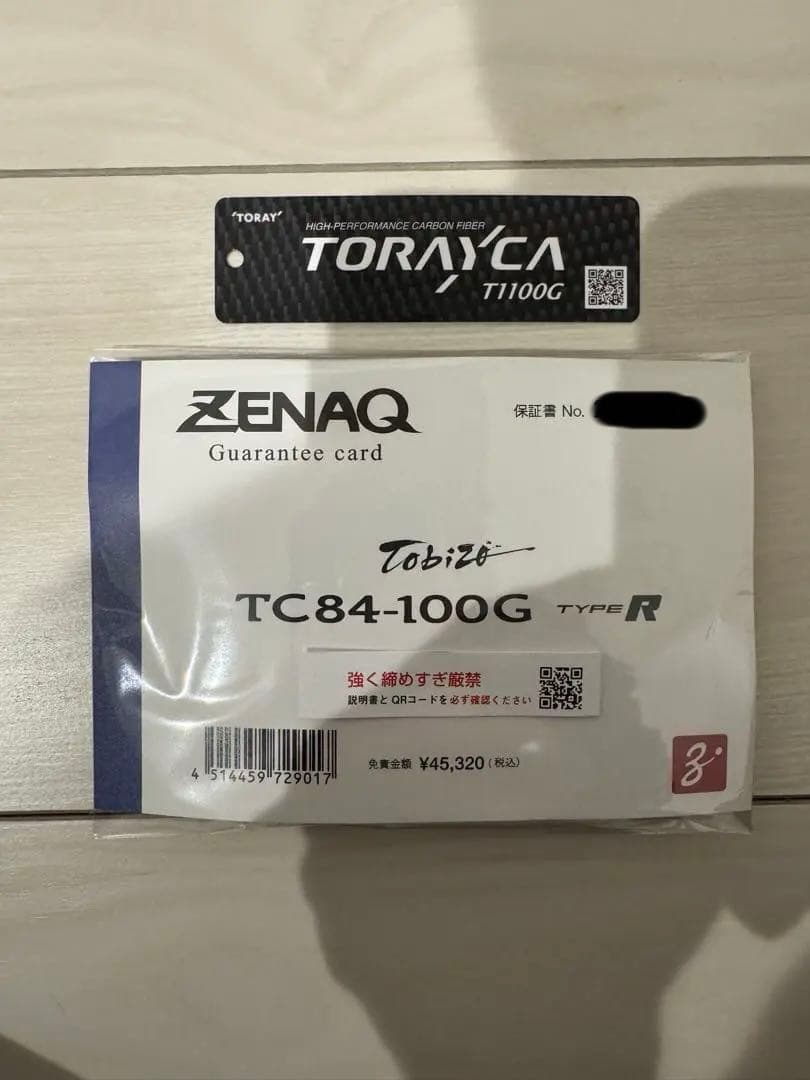 'TORAY'
HIGH-PERFORMANCE CARBON FIBER
TORAYCA
T1100G
ZENAQ
Guarantee card
保証書 No.
Tobizo
TC84-100G TYPE R
強く締めすぎ厳禁
説明書と QRコードを必ず確認ください
4 514459 729017
免責金額 ¥45,320(税込)